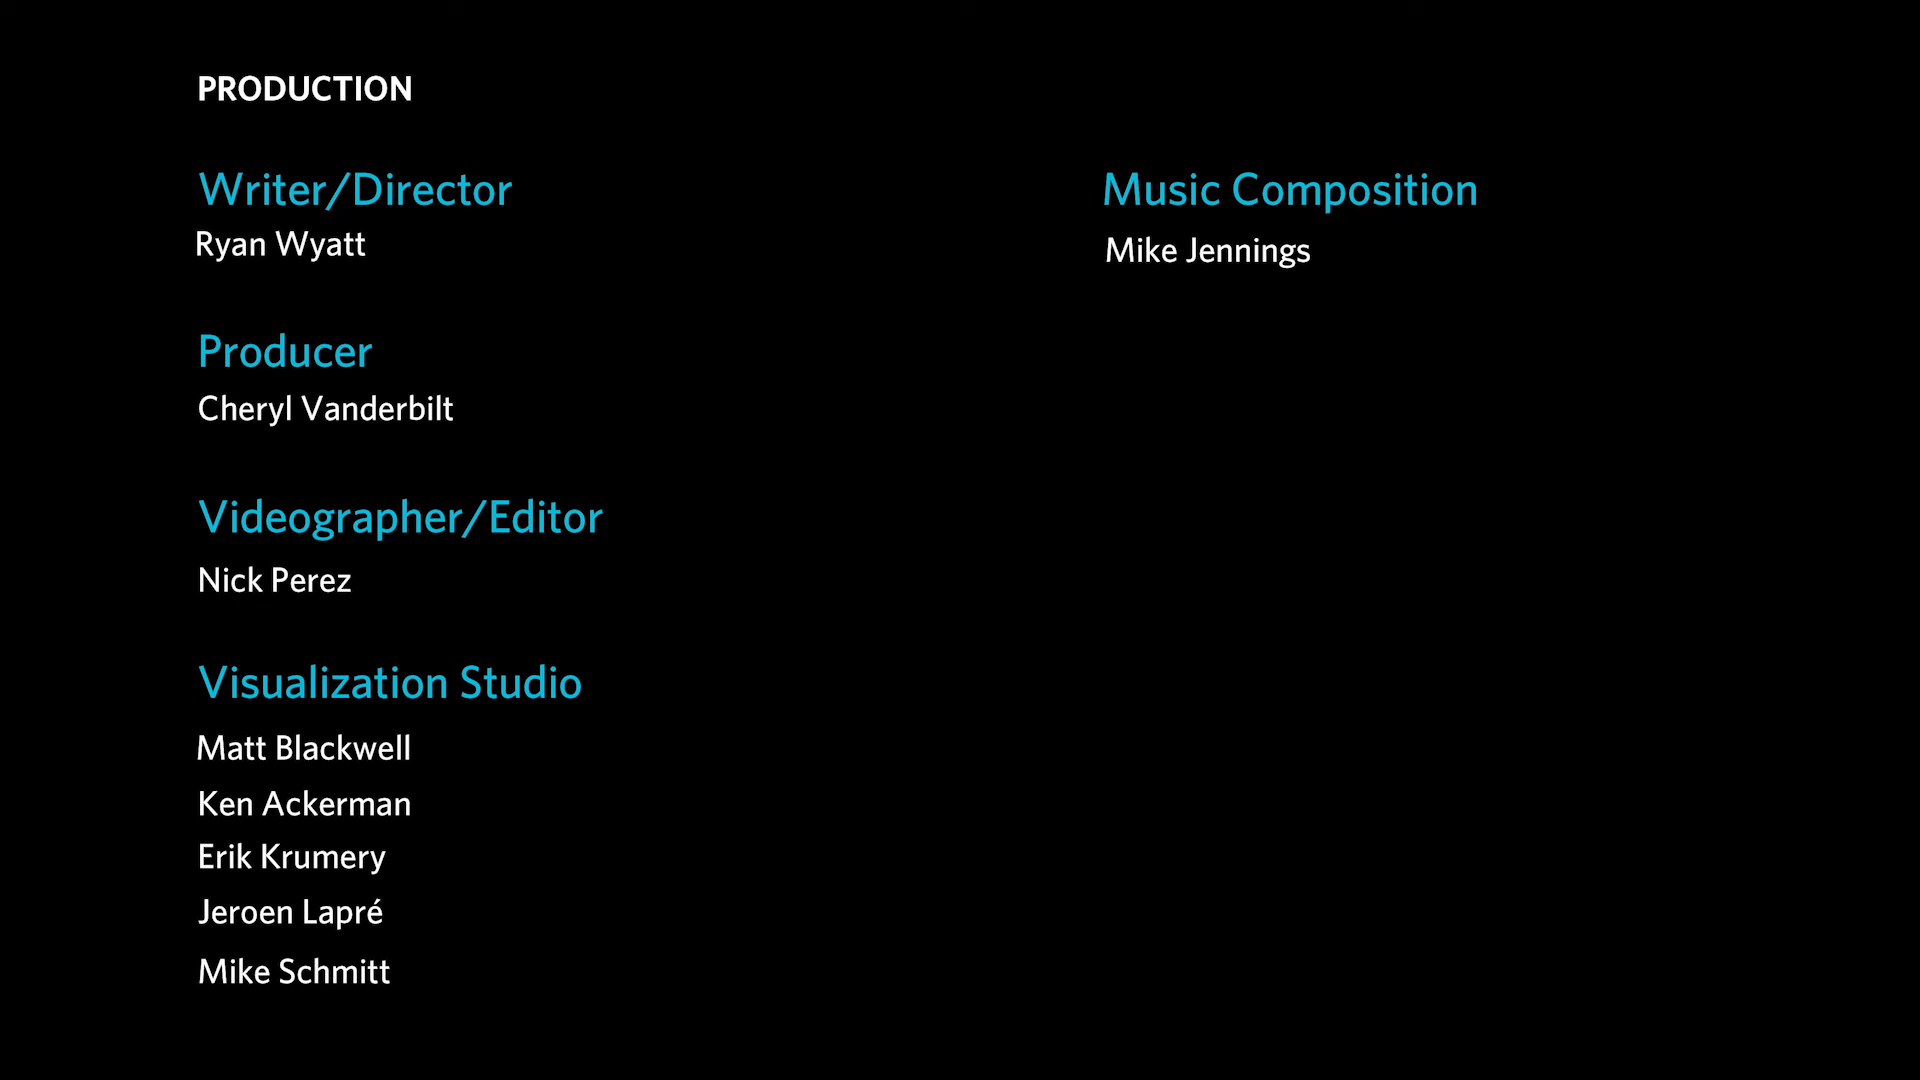 PRODUCTION
Writer/Director
Ryan Wyatt
Producer
Cheryl Vanderbilt
Videographer/Editor
Nick Perez
Visualization Studio
Matt Blackwell
Ken Ackerman
Erik Krumery
Jeroen Lapré
Mike Schmitt
Music Composition
Mike Jennings